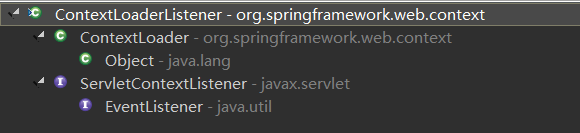 ContextLoaderListener - org.springframework.web.context
ContextLoader - org.springframework.web.context
Object - java.lang
ServletContextListener - javax.servlet
EventListener - java.util